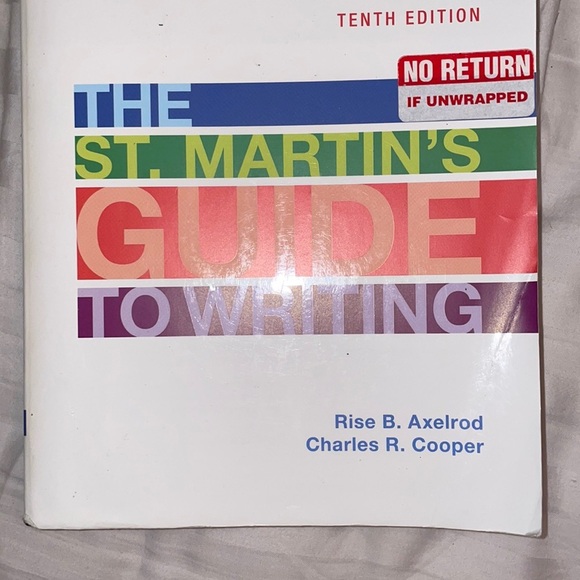 TENTH EDITION
NO RETURN
IF UNWRAPPED
THE
ST. MARTIN'S
GUIDE
TO WRITING
Rise B. Axelrod
Charles R. Cooper